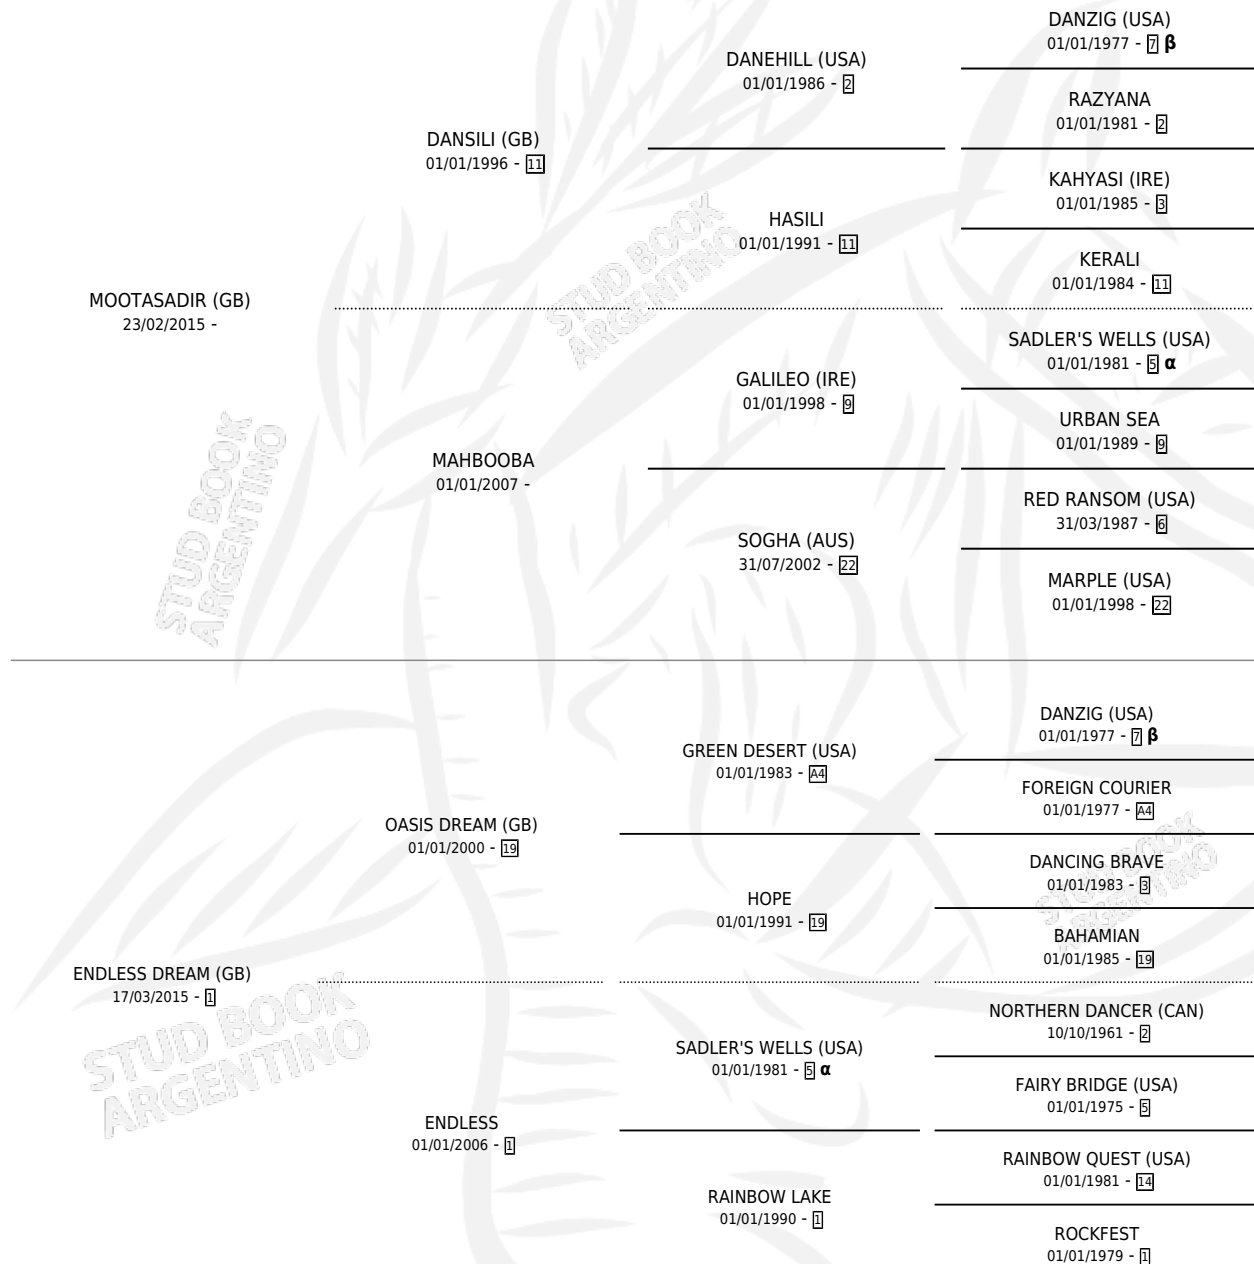 DANZIG (USA)
01/01/1977 - 7 β
DANEHILL (USA)
01/01/1986 - 2
RAZYANA
01/01/1981 - 2
DANSILI (GB)
01/01/1996 - 11
KAHYASI (IRE)
01/01/1985 - 3
HASILI
01/01/1991 - 11
KERALI
01/01/1984 - 11
MOOTASADIR (GB)
23/02/2015 -
SADLER'S WELLS (USA)
01/01/1981 - 5 α
GALILEO (IRE)
01/01/1998 - 9
URBAN SEA
01/01/1989 - 9
MAHBOOBA
01/01/2007 -
RED RANSOM (USA)
31/03/1987 - 6
SOGHA (AUS)
31/07/2002 - 22
MARPLE (USA)
01/01/1998 - 22
STUD BOOK
ARGENTINO
STUD BOOK
ARGENTINO
DANZIG (USA)
01/01/1977 - 7 β
GREEN DESERT (USA)
01/01/1983 - A4
FOREIGN COURIER
01/01/1977 - A4
OASIS DREAM (GB)
01/01/2000 - 19
DANCING BRAVE
01/01/1983 - 3
HOPE
01/01/1991 - 19
BAHAMIAN
01/01/1985 - 19
STUD BOOK
ARGENTINO
ENDLESS DREAM (GB)
17/03/2015 - 1
NORTHERN DANCER (CAN)
10/10/1961 - 2
SADLER'S WELLS (USA)
01/01/1981 - 5 α
FAIRY BRIDGE (USA)
01/01/1975 - 5
ENDLESS
01/01/2006 - 1
RAINBOW QUEST (USA)
01/01/1981 - 14
RAINBOW LAKE
01/01/1990 - 1
ROCKFEST
01/01/1979 - 1
STUD BOOK
ARGENTINO